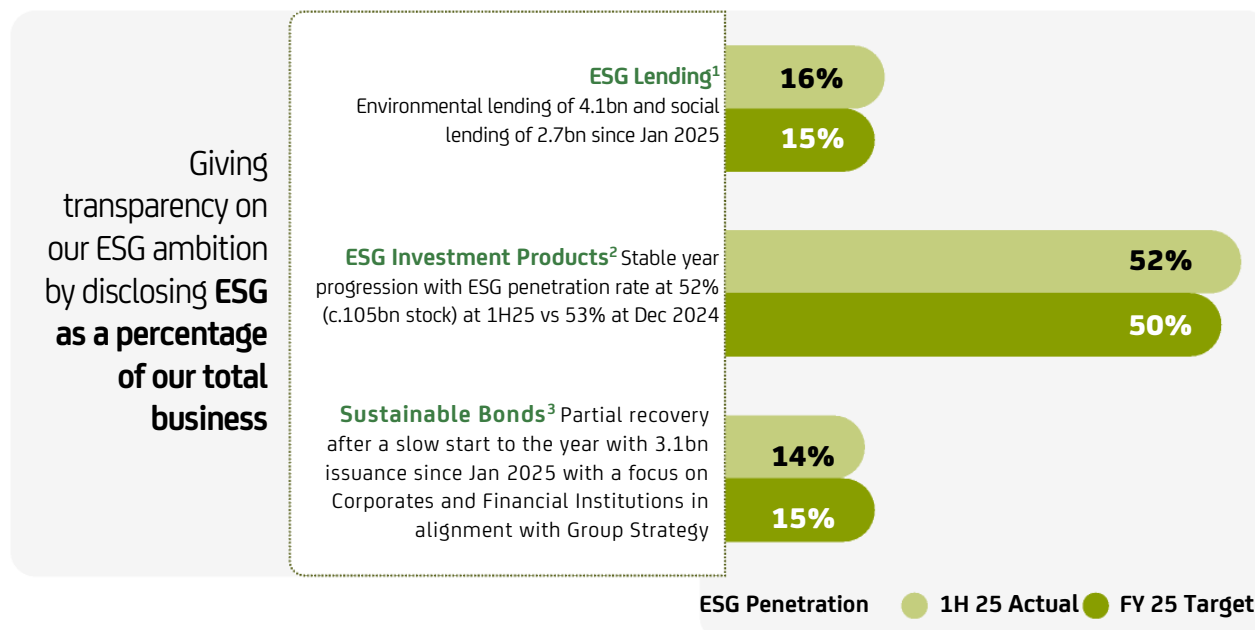 Giving
transparency on
our ESG ambition
by disclosing ESG
as a percentage
of our total
business
ESG Lending¹
Environmental lending of 4.1bn and social
lending of 2.7bn since Jan 2025
16%
15%
ESG Investment Products² Stable year
progression with ESG penetration rate at 52%
(c.105bn stock) at 1H25 vs 53% at Dec 2024
52%
50%
Sustainable Bonds³ Partial recovery
after a slow start to the year with 3.1bn
issuance since Jan 2025 with a focus on
Corporates and Financial Institutions in
alignment with Group Strategy
14%
15%
ESG Penetration 1H 25 Actual FY 25 Target